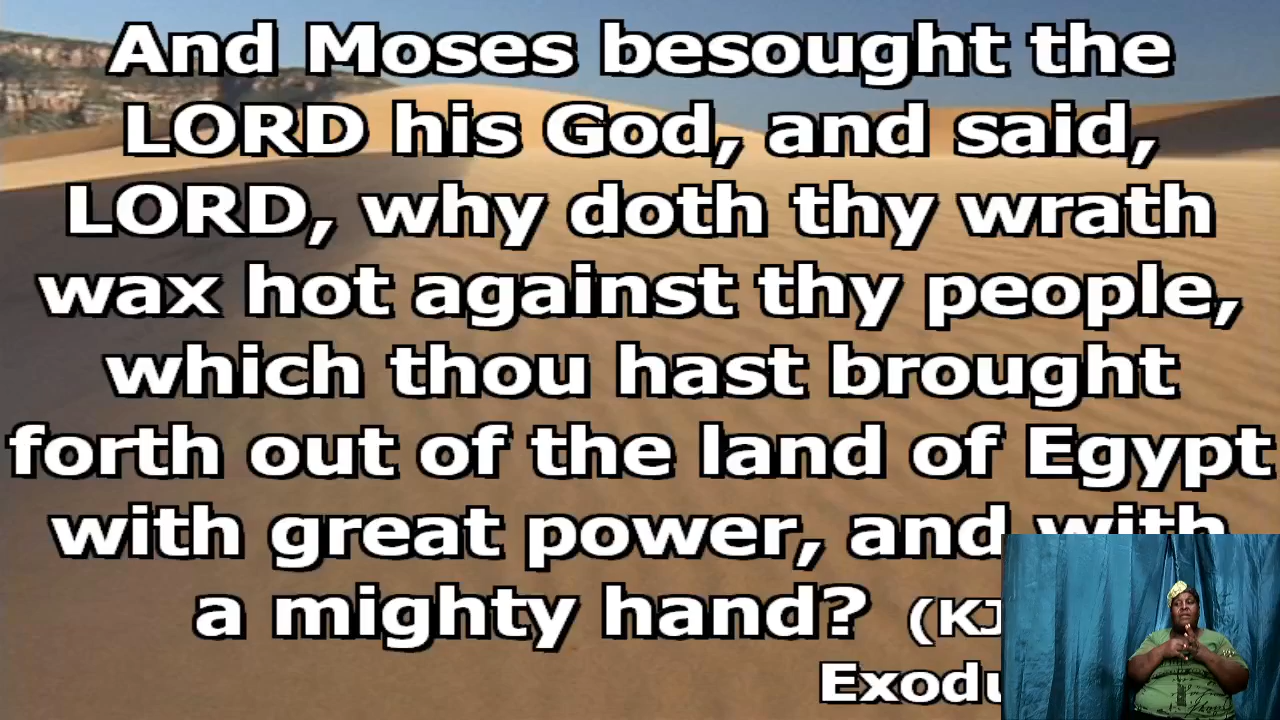 And Moses besought the
LORD his God, and said,
LORD, why doth thy wrath
wax hot against thy people,
which thou hast brought
forth out of the land of Egypt
with great power, and with
a mighty hand?